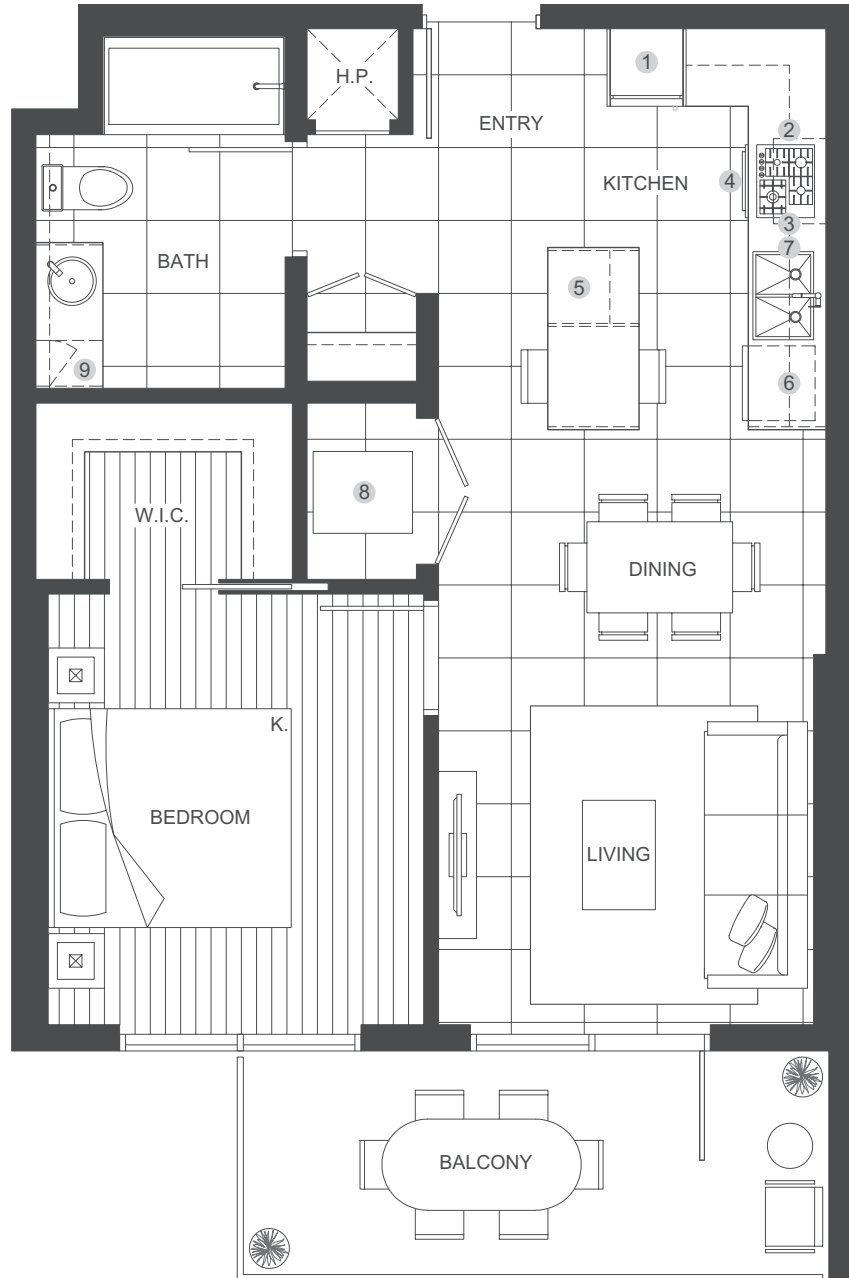 H.P.
1
ENTRY
2
KITCHEN
4
3
7
BATH
5
9
6
8
W.I.C.
DINING
K.
BEDROOM
LIVING
BALCONY